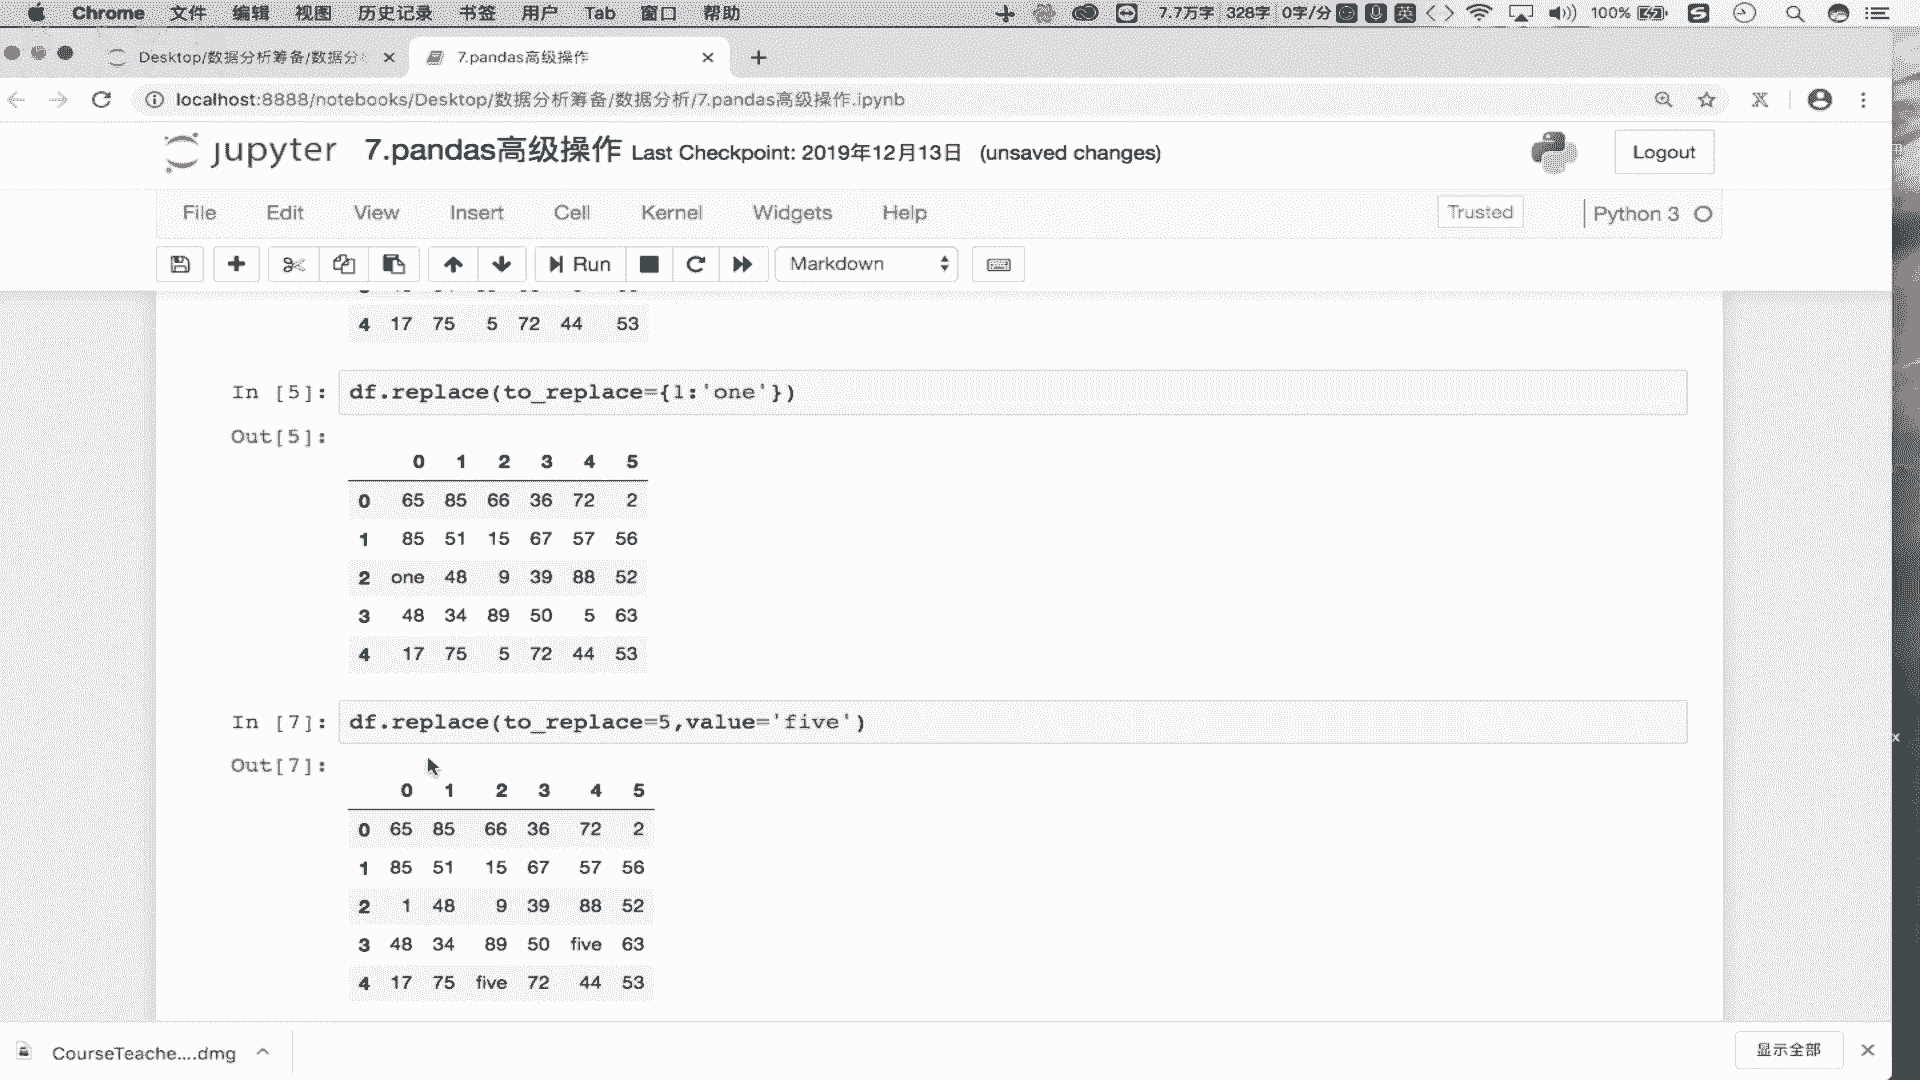 Chrome 文件 编辑 视图 历史记录 书签 用户 Tab 窗口 帮助 7.7万字 328字 0字/分 英 100%
Desktop/数据分析筹备/数据分 7.pandas高级操作
localhost:8888/notebooks/Desktop/数据分析筹备/数据分析/7.pandas高级操作.ipynb
jupyter 7.pandas高级操作 Last Checkpoint: 2019年12月13日 (unsaved changes) Logout
File Edit View Insert Cell Kernel Widgets Help Trusted Python 3
Run Markdown
4 17 75 5 72 44 53
In [5]: df.replace(to_replace={1:'one'})
Out[5]:
0 1 2 3 4 5
0 65 85 66 36 72 2
1 85 51 15 67 57 56
2 one 48 9 39 88 52
3 48 34 89 50 5 63
4 17 75 5 72 44 53
In [7]: df.replace(to_replace=5,value='five')
Out[7]:
0 1 2 3 4 5
0 65 85 66 36 72 2
1 85 51 15 67 57 56
2 1 48 9 39 88 52
3 48 34 89 50 five 63
4 17 75 five 72 44 53
CourseTeache....dmg 显示全部